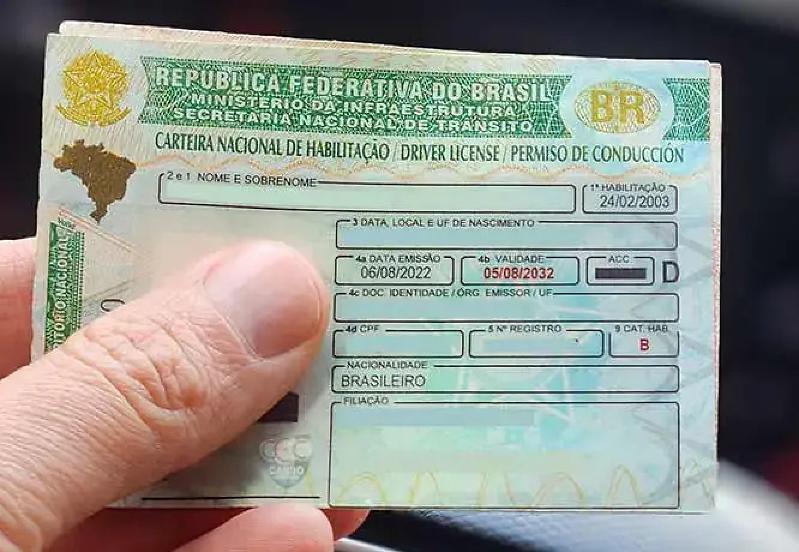 REPÚBLICA FEDERATIVA DO BRASIL
MINISTÉRIO DA INFRAESTRUTURA
SECRETARIA NACIONAL DE TRÂNSITO
BR
CARTEIRA NACIONAL DE HABILITAÇÃO / DRIVER LICENSE / PERMISO DE CONDUCCIÓN
2 e 1 NOME E SOBRENOME
1ª HABILITAÇÃO
24/02/2003
3 DATA, LOCAL E UF DE NASCIMENTO
4a DATA EMISSÃO
06/08/2022
4b VALIDADE
05/08/2032
ACC
D
4c DOC. IDENTIDADE / ÓRG. EMISSOR / UF
4d CPF
5 Nº REGISTRO
9 CAT. HAB.
B
NACIONALIDADE
BRASILEIRO
FILIAÇÃO
TÓRIO NACIONAL